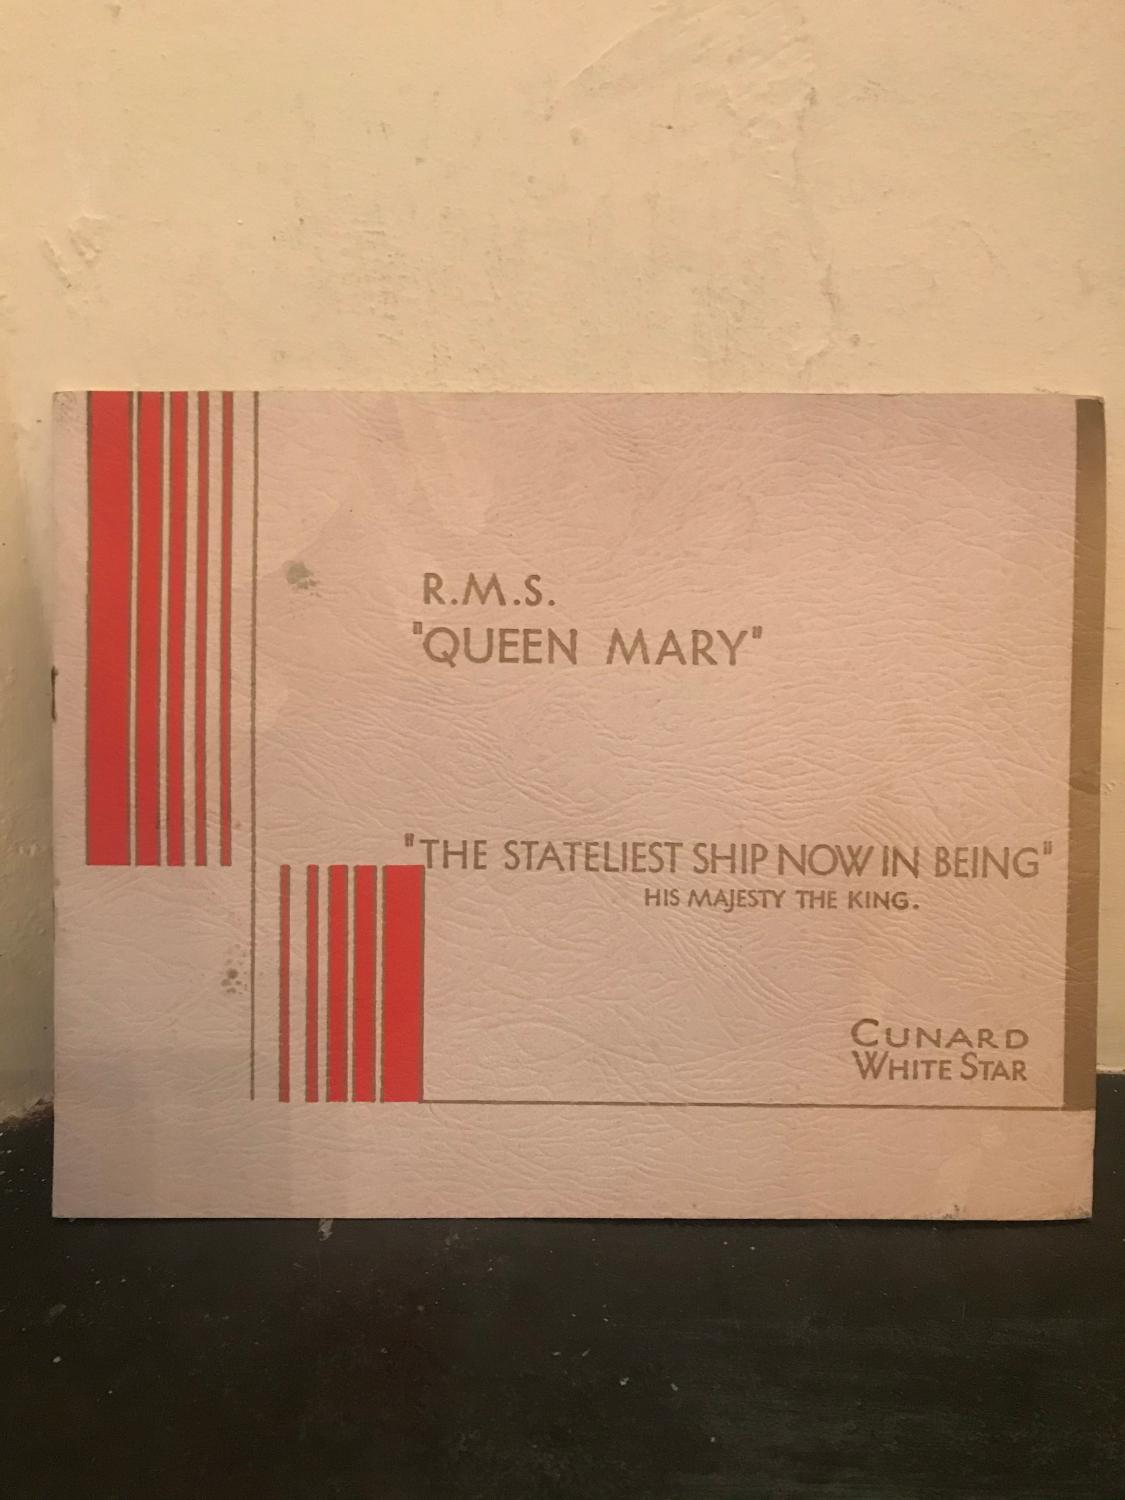 R.M.S.
"QUEEN MARY"
"THE STATELIEST SHIP NOW IN BEING"
HIS MAJESTY THE KING.
CUNARD
WHITE STAR